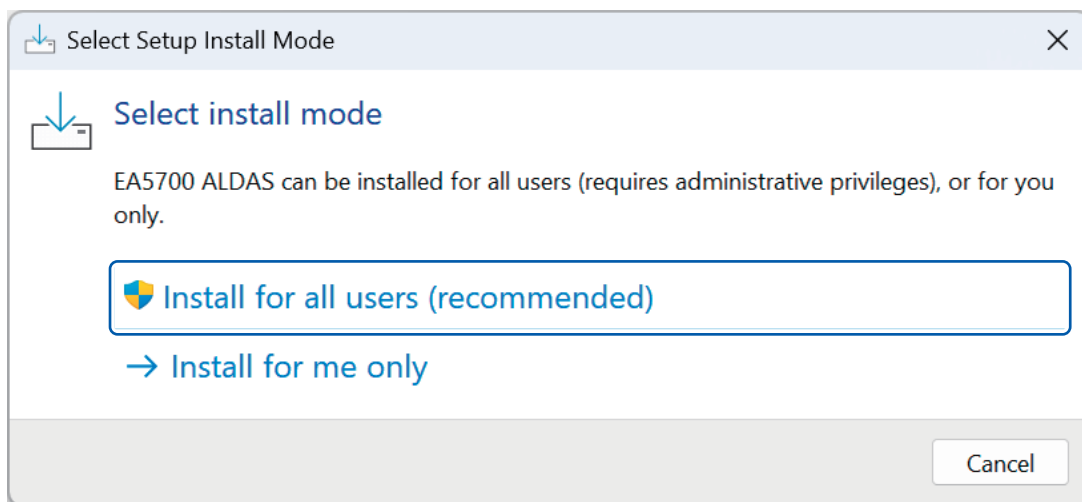 Select Setup Install Mode
Select install mode
EA5700 ALDAS can be installed for all users (requires administrative privileges), or for you
only.
Install for all users (recommended)
Install for me only
Cancel